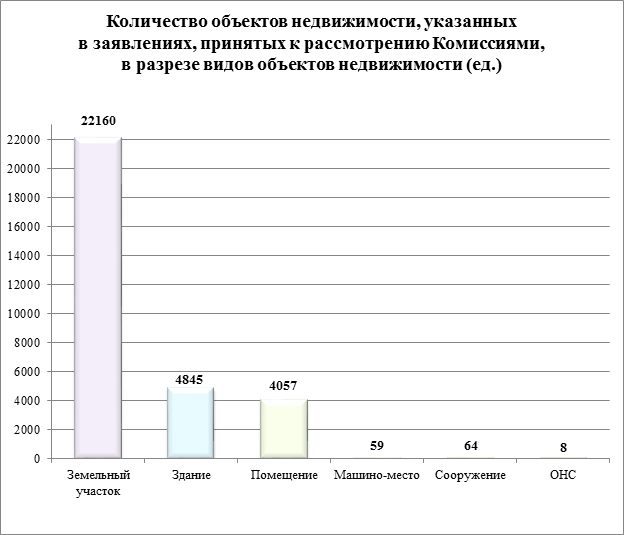 Количество объектов недвижимости, указанных
в заявлениях, принятых к рассмотрению Комиссиями,
в разрезе видов объектов недвижимости (ед.)
22160
22000
20000
18000
16000
14000
12000
10000
8000
6000
4000
2000
0
4845
4057
59
64
8
Земельный
участок
Здание
Помещение
Машино-место
Сооружение
ОНС